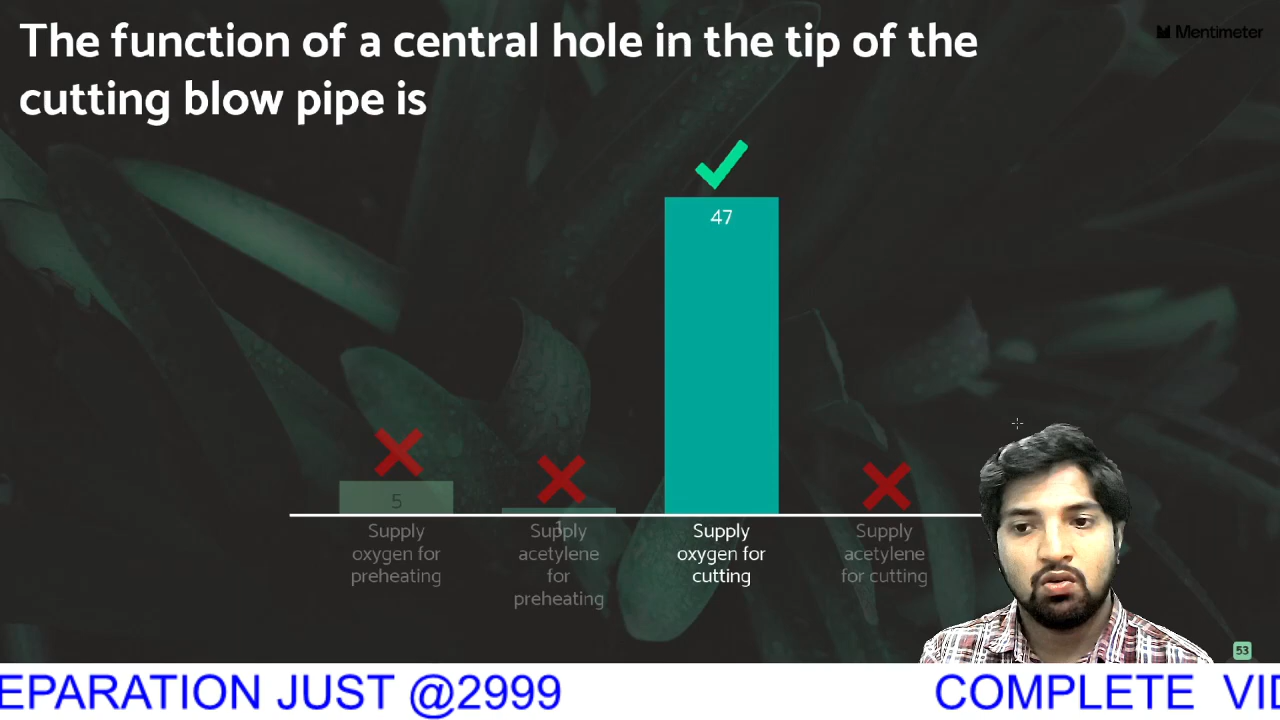 The function of a central hole in the tip of the
cutting blow pipe is
Mentimeter
47
5
1
Supply
oxygen for
preheating
Supply
acetylene
for
preheating
Supply
oxygen for
cutting
Supply
acetylene
for cutting
53
EPARATION JUST @2999
COMPLETE VID